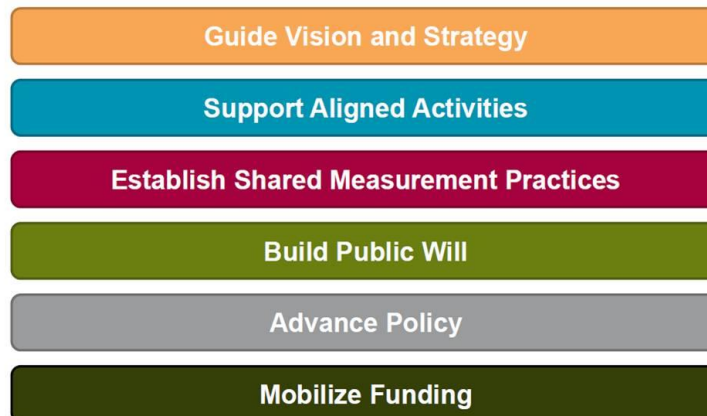 Guide Vision and Strategy
Support Aligned Activities
Establish Shared Measurement Practices
Build Public Will
Advance Policy
Mobilize Funding